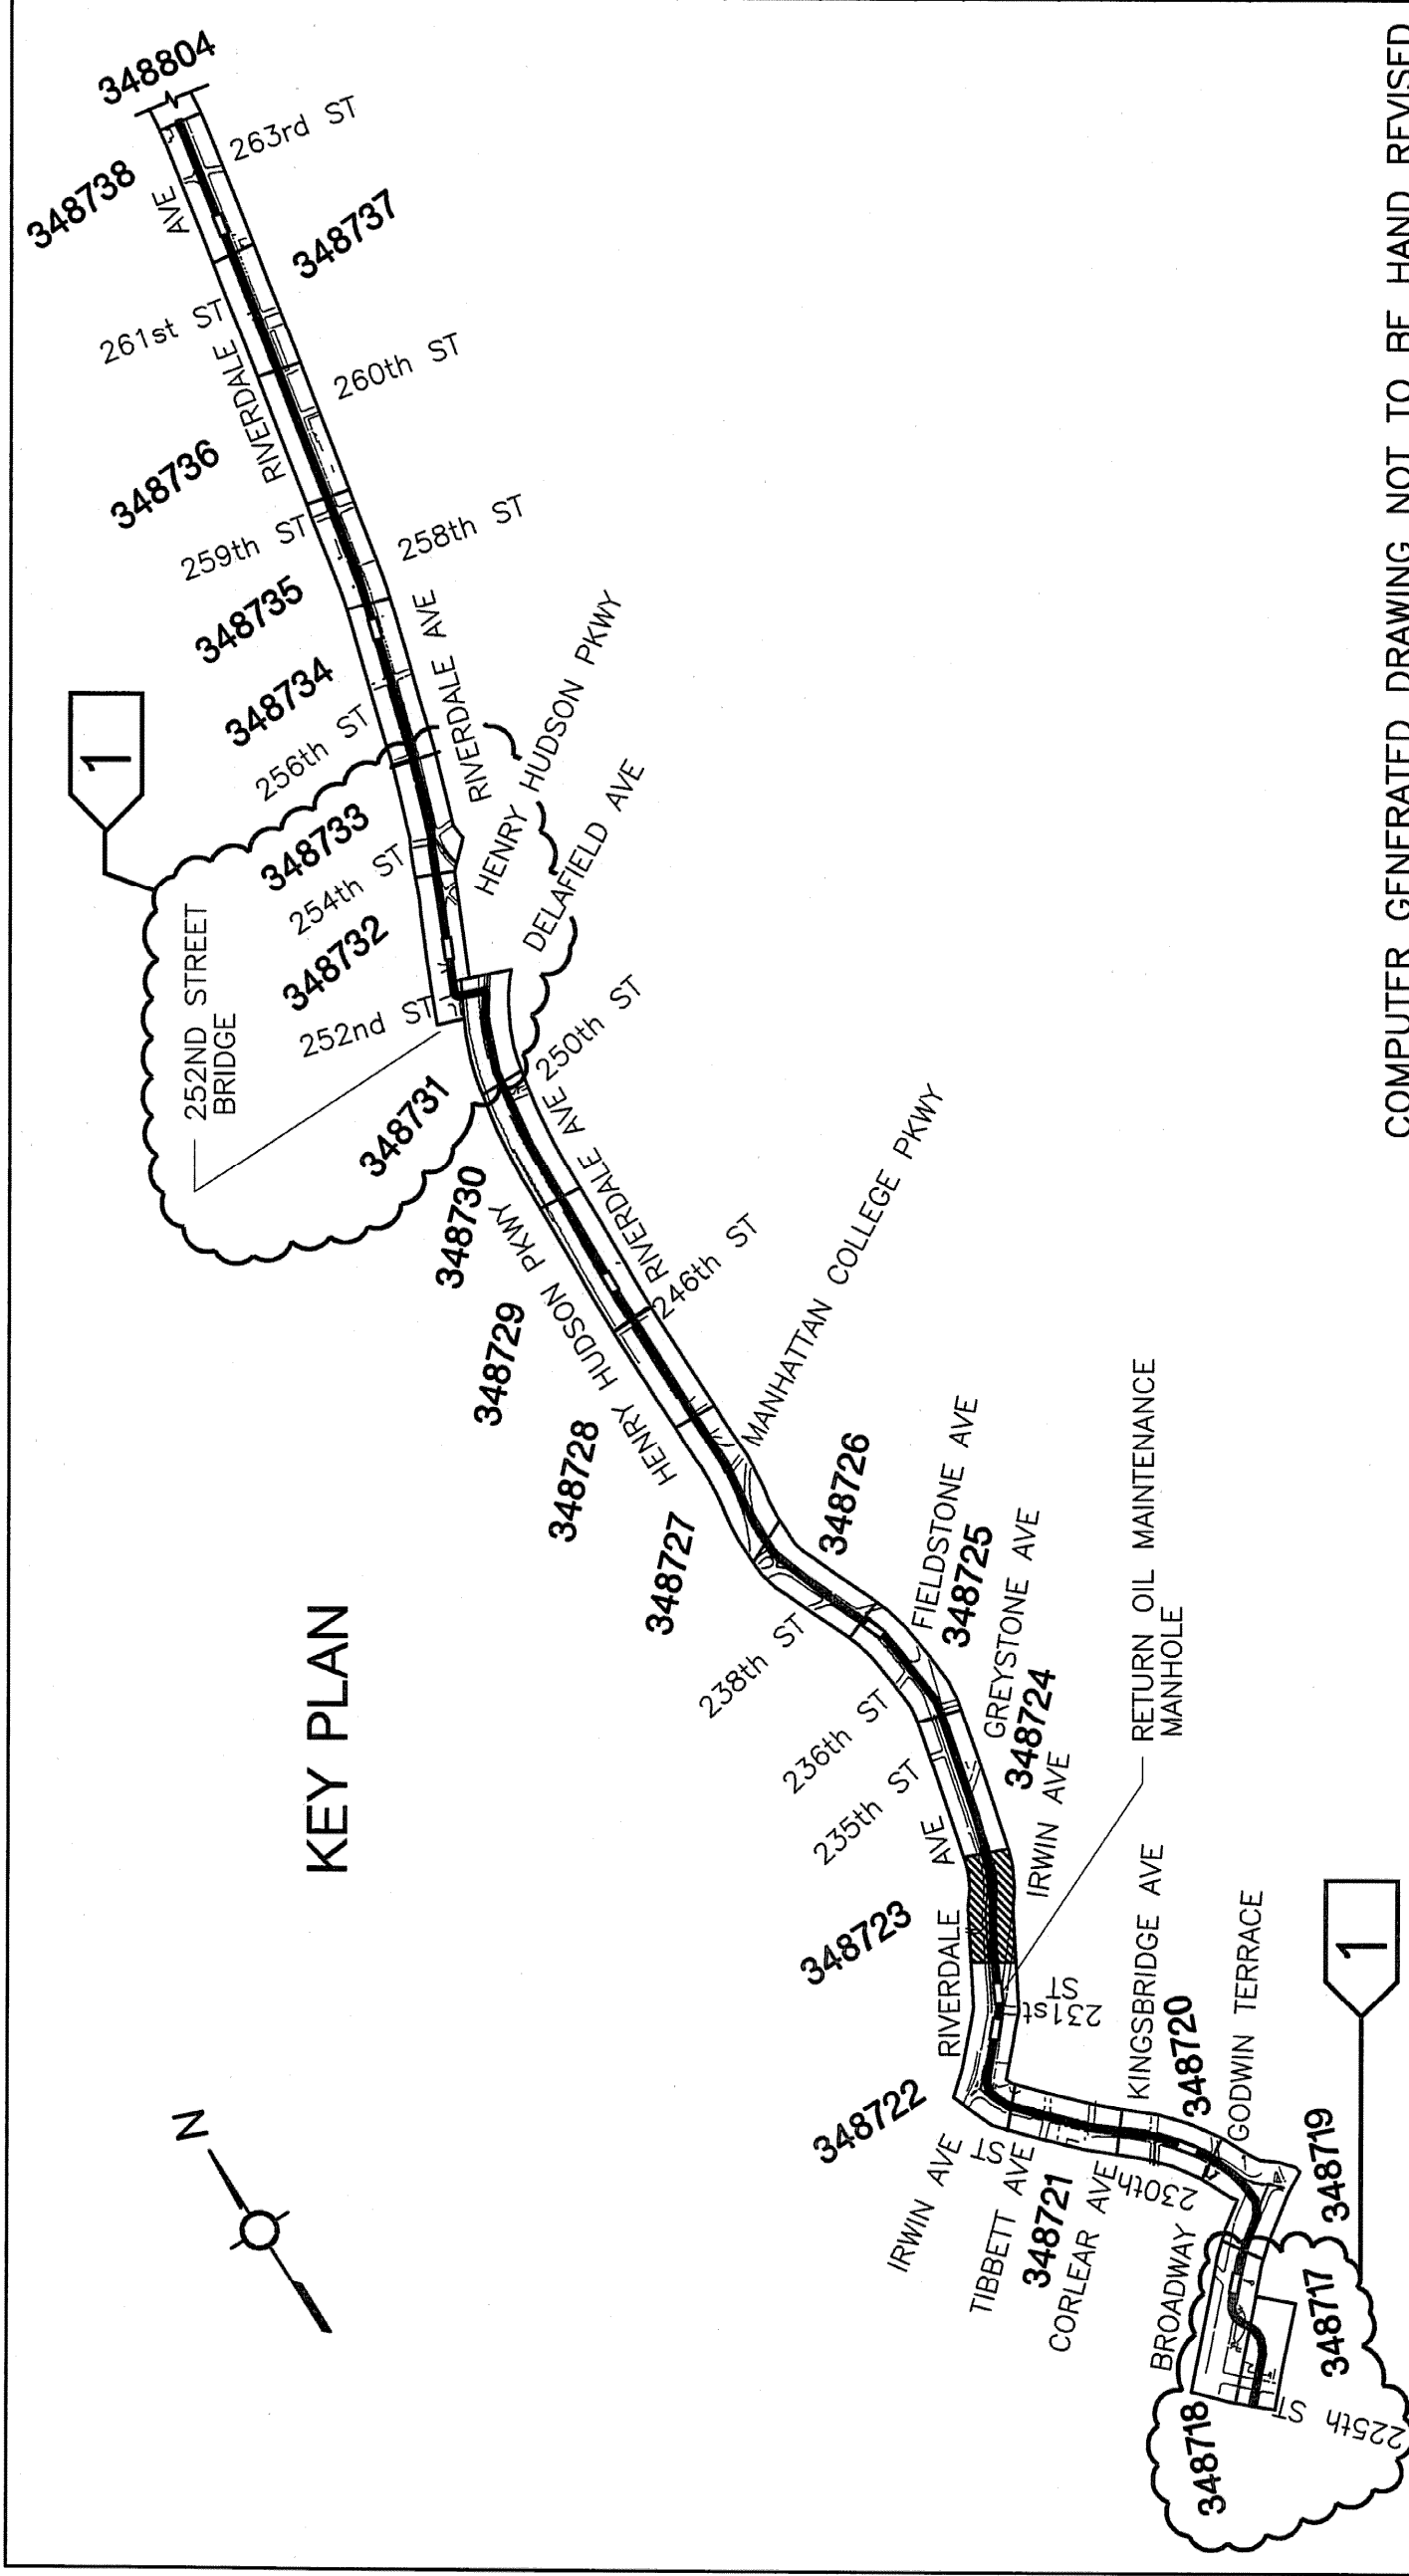 KEY PLAN
N
1
252ND STREET
BRIDGE
348804
348738
AVE
263rd ST
348737
261st ST
RIVERDALE
260th ST
348736
259th ST
258th ST
348735
348734
256th ST
RIVERDALE AVE
HENRY HUDSON PKWY
DELAFIELD AVE
348733
254th ST
348732
252nd ST
348731
250th ST
348730
RIVERDALE AVE
HENRY HUDSON PKWY
348729
246th ST
348728
MANHATTAN COLLEGE PKWY
348727
348726
238th ST
FIELDSTONE AVE
348725
236th ST
GREYSTONE AVE
348724
235th ST
IRWIN AVE
RETURN OIL MAINTENANCE
MANHOLE
RIVERDALE AVE
348723
231st
ST
348722
KINGSBRIDGE AVE
348720
GODWIN TERRACE
IRWIN AVE
230th ST
TIBBETT AVE
348721
CORLEAR AVE
348719
BROADWAY
348717
348718
225th ST
1
COMPUTER GENERATED DRAWING NOT TO BE HAND REVISED